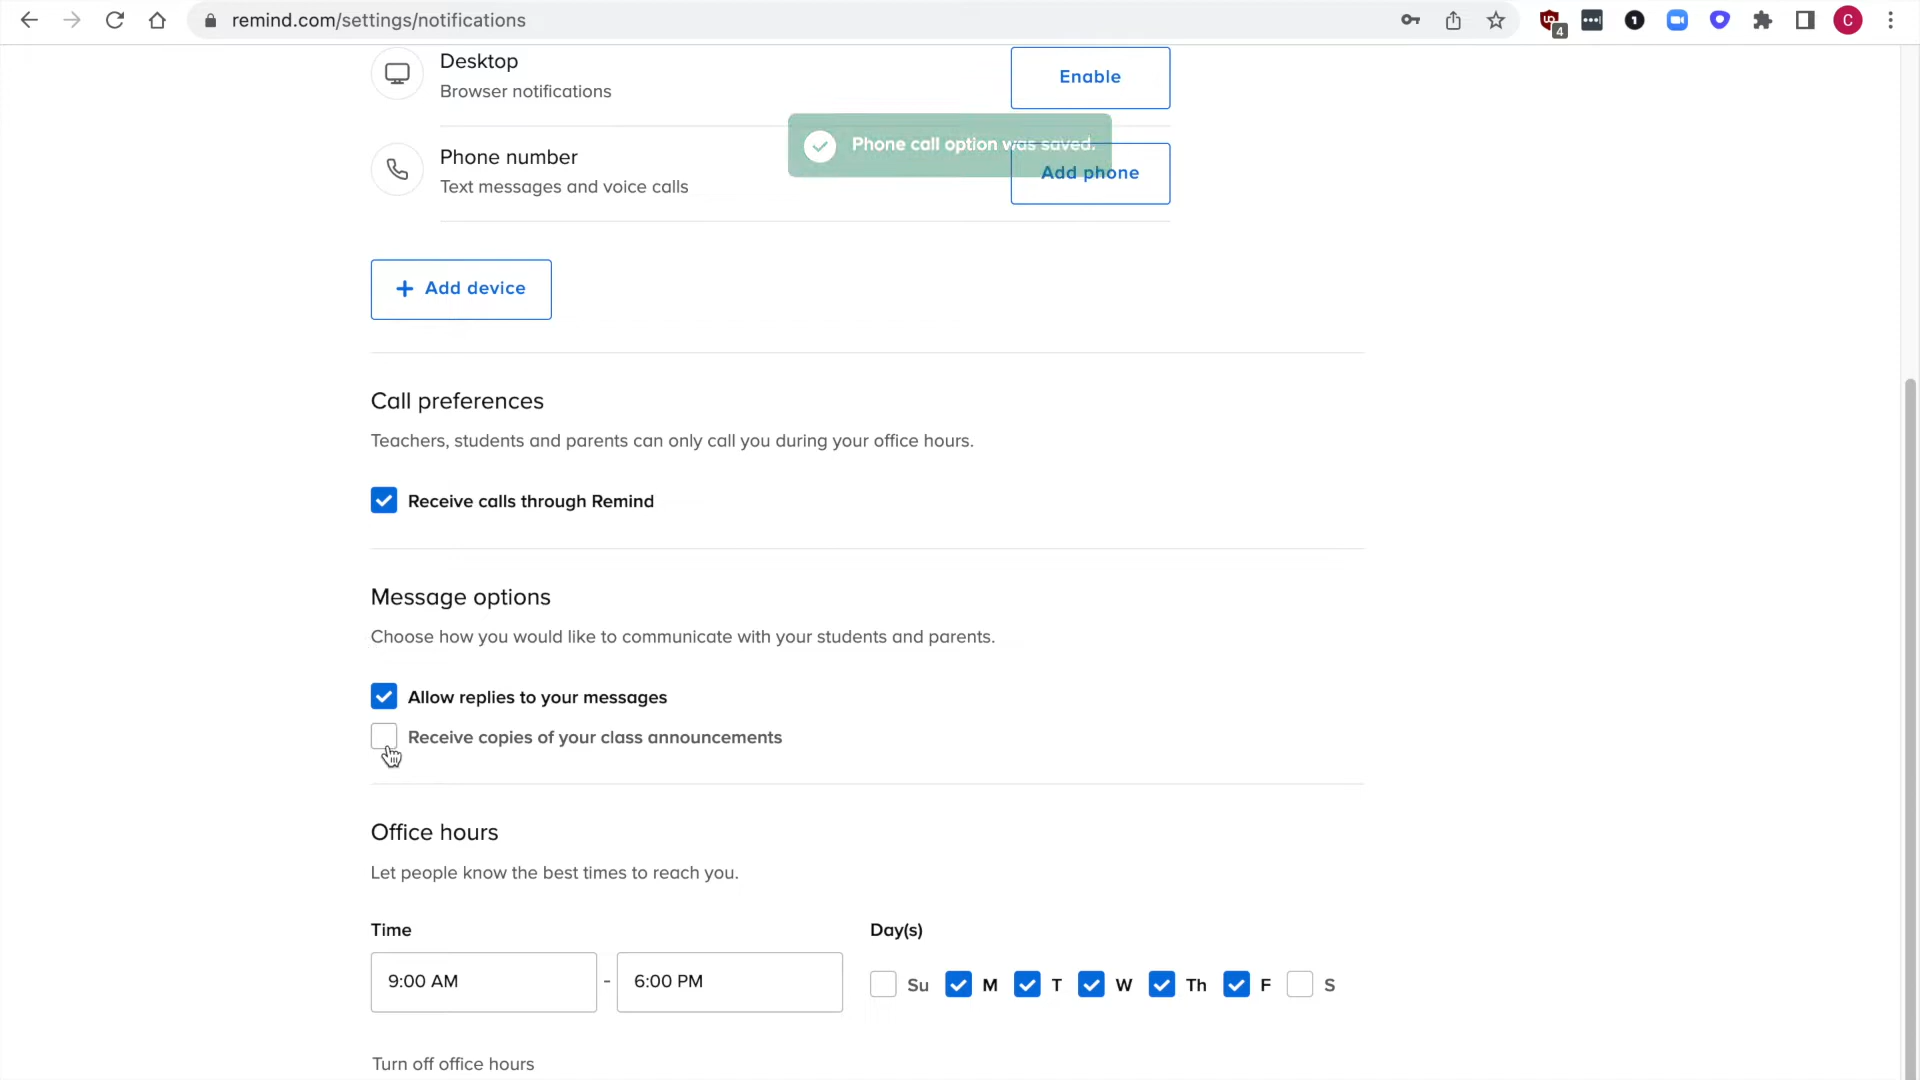 remind.com/settings/notifications
4
1
C
Desktop
Browser notifications
Enable
Phone call option was saved.
Phone number
Text messages and voice calls
Add phone
+ Add device
Call preferences
Teachers, students and parents can only call you during your office hours.
Receive calls through Remind
Message options
Choose how you would like to communicate with your students and parents.
Allow replies to your messages
Receive copies of your class announcements
Office hours
Let people know the best times to reach you.
Time
Day(s)
9:00 AM - 6:00 PM
Su M T W Th F S
Turn off office hours